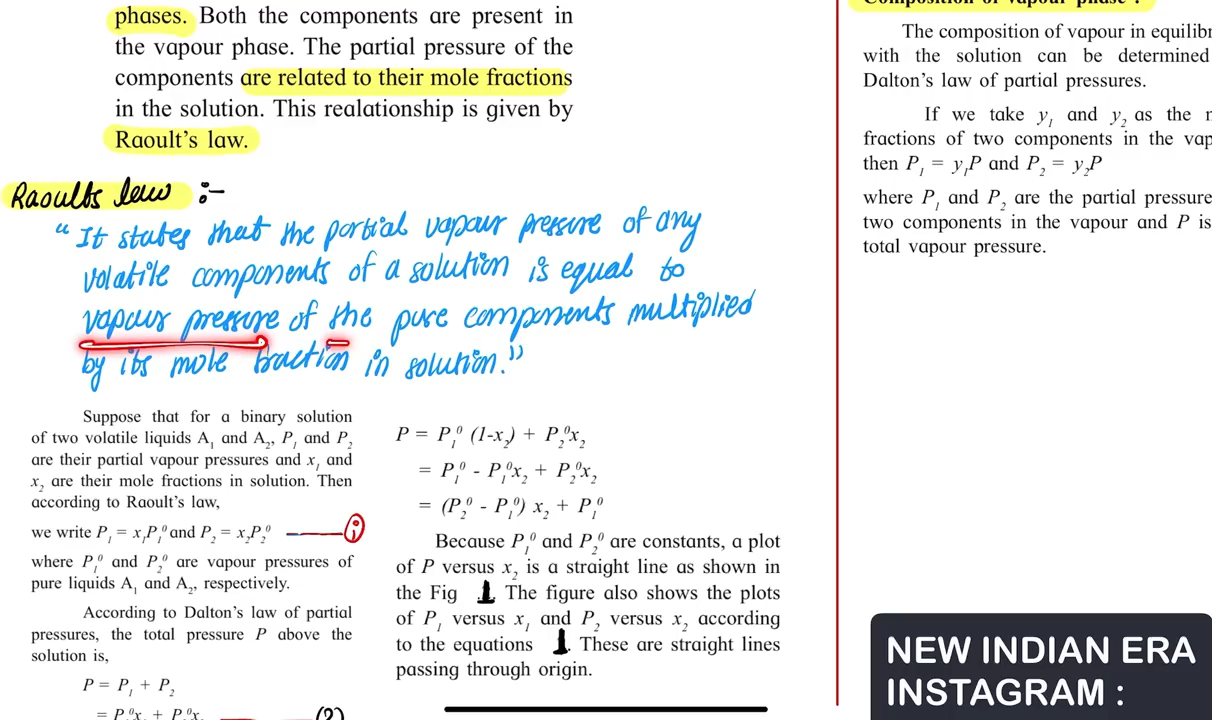 phases. Both the components are present in
the vapour phase. The partial pressure of the
components are related to their mole fractions
in the solution. This realationship is given by
Raoult's law.
Raoults law :-
"It states that the partial vapour pressure of any
volatile components of a solution is equal to
vapour pressure of the pure components multiplied
by its mole fraction in solution."
Suppose that for a binary solution
of two volatile liquids A₁ and A₂, P₁ and P₂
are their partial vapour pressures and x₁ and
x₂ are their mole fractions in solution. Then
according to Raoult's law,
we write P₁ = x₁P₁⁰ and P₂ = x₂P₂⁰ —— (i)
where P₁⁰ and P₂⁰ are vapour pressures of
pure liquids A₁ and A₂, respectively.
According to Dalton's law of partial
pressures, the total pressure P above the
solution is,
P = P₁ + P₂
= P₁⁰x₁ + P₂⁰x₂ —— (2)
P = P₁⁰ (1-x₂) + P₂⁰x₂
= P₁⁰ - P₁⁰x₂ + P₂⁰x₂
= (P₂⁰ - P₁⁰) x₂ + P₁⁰
Because P₁⁰ and P₂⁰ are constants, a plot
of P versus x₂ is a straight line as shown in
the Fig 1. The figure also shows the plots
of P₁ versus x₁ and P₂ versus x₂ according
to the equations 1. These are straight lines
passing through origin.
Composition of vapour phase :
The composition of vapour in equilibr
with the solution can be determined
Dalton's law of partial pressures.
If we take y₁ and y₂ as the
fractions of two components in the vap
then P₁ = y₁P and P₂ = y₂P
where P₁ and P₂ are the partial pressure
two components in the vapour and P is
total vapour pressure.
NEW INDIAN ERA
INSTAGRAM :